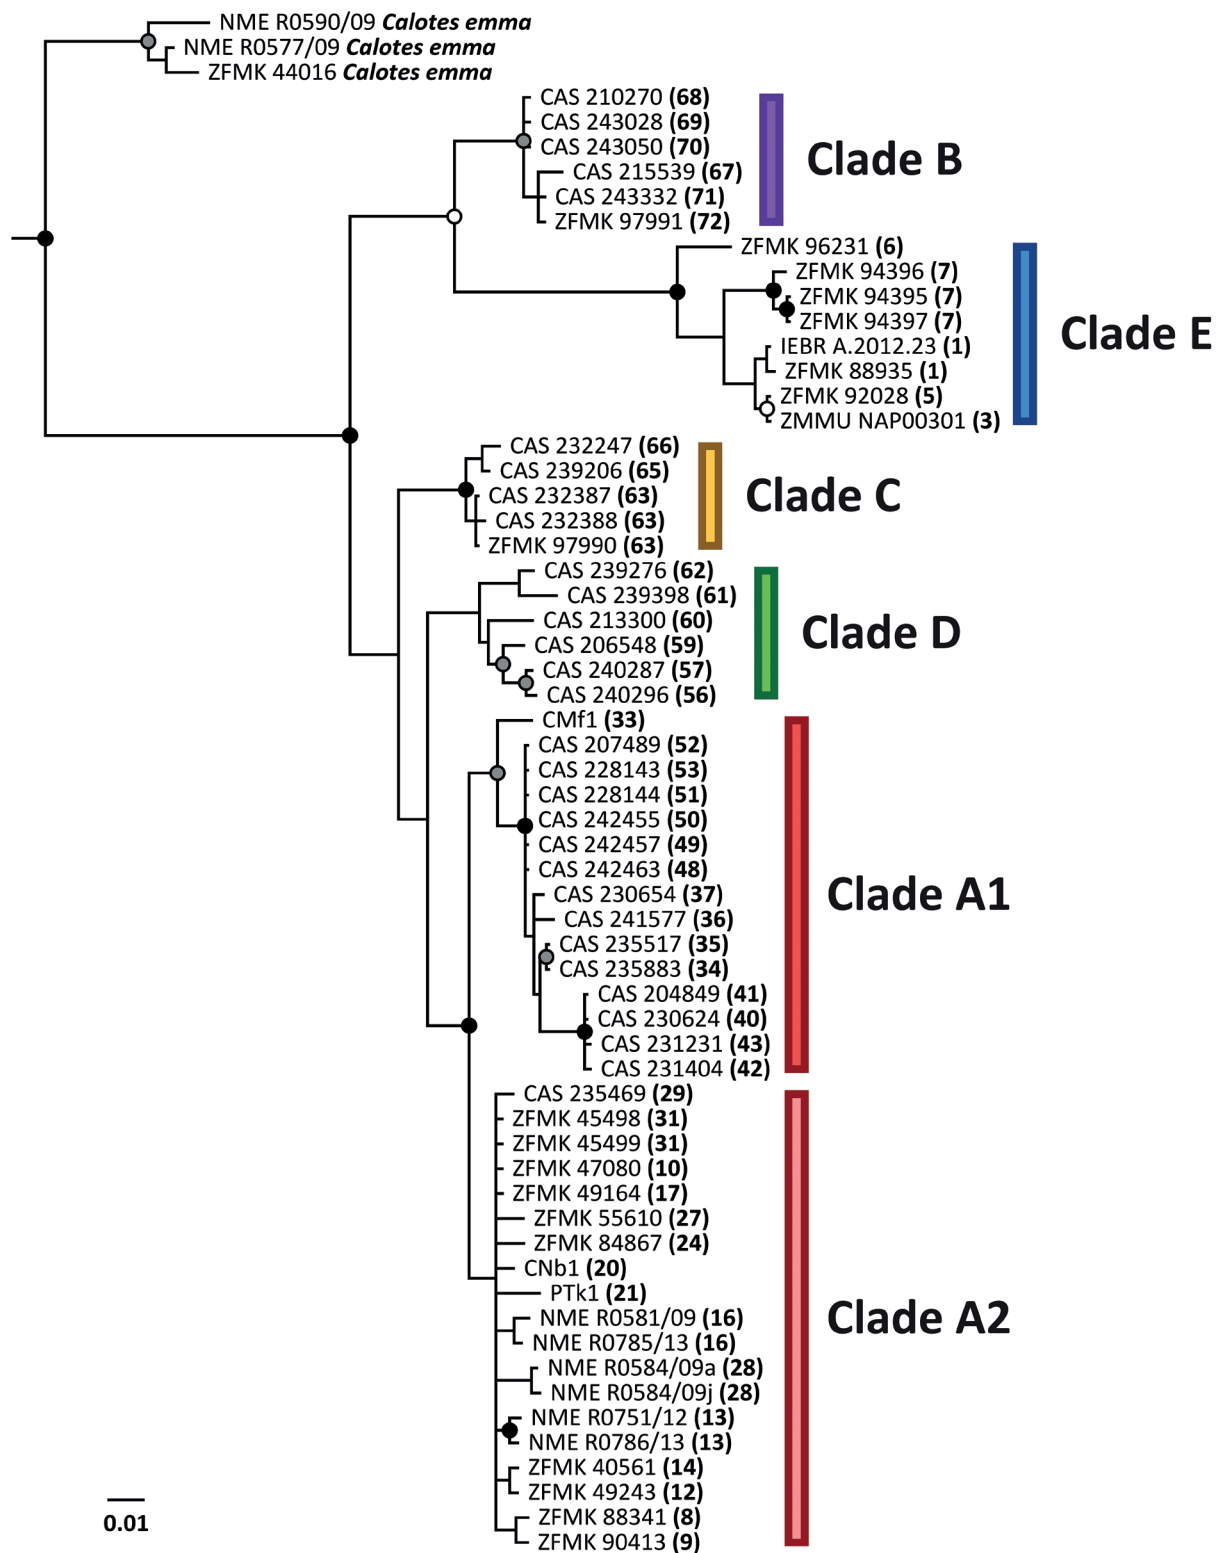 NME R0590/09 Calotes emma
NME R0577/09 Calotes emma
ZFMK 44016 Calotes emma
CAS 210270 (68)
CAS 243028 (69)
CAS 243050 (70)
CAS 215539 (67)
CAS 243332 (71)
ZFMK 97991 (72)
Clade B
ZFMK 96231 (6)
ZFMK 94396 (7)
ZFMK 94395 (7)
ZFMK 94397 (7)
IEBR A.2012.23 (1)
ZFMK 88935 (1)
ZFMK 92028 (5)
ZMMU NAP00301 (3)
Clade E
CAS 232247 (66)
CAS 239206 (65)
CAS 232387 (63)
CAS 232388 (63)
ZFMK 97990 (63)
Clade C
CAS 239276 (62)
CAS 239398 (61)
CAS 213300 (60)
CAS 206548 (59)
CAS 240287 (57)
CAS 240296 (56)
Clade D
CMf1 (33)
CAS 207489 (52)
CAS 228143 (53)
CAS 228144 (51)
CAS 242455 (50)
CAS 242457 (49)
CAS 242463 (48)
CAS 230654 (37)
CAS 241577 (36)
CAS 235517 (35)
CAS 235883 (34)
CAS 204849 (41)
CAS 230624 (40)
CAS 231231 (43)
CAS 231404 (42)
Clade A1
CAS 235469 (29)
ZFMK 45498 (31)
ZFMK 45499 (31)
ZFMK 47080 (10)
ZFMK 49164 (17)
ZFMK 55610 (27)
ZFMK 84867 (24)
CNb1 (20)
PTk1 (21)
NME R0581/09 (16)
NME R0785/13 (16)
NME R0584/09a (28)
NME R0584/09j (28)
NME R0751/12 (13)
NME R0786/13 (13)
ZFMK 40561 (14)
ZFMK 49243 (12)
ZFMK 88341 (8)
ZFMK 90413 (9)
Clade A2
0.01